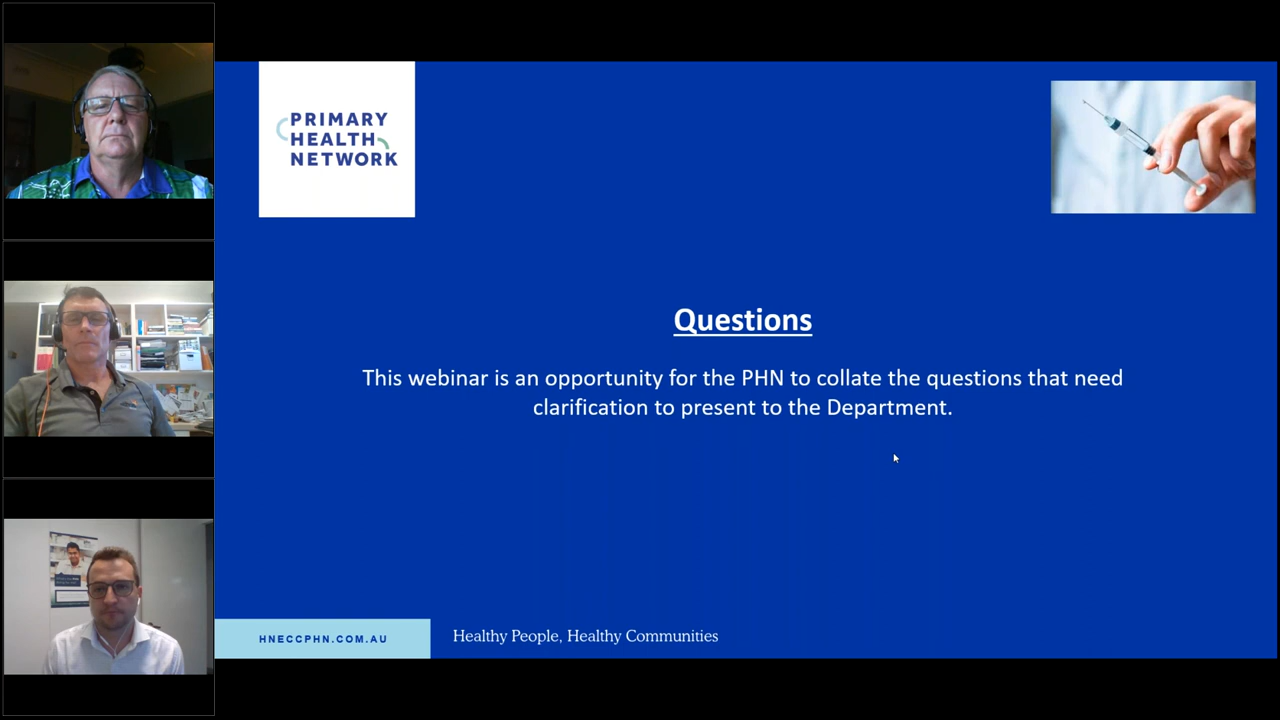 PRIMARY
HEALTH
NETWORK
Questions
This webinar is an opportunity for the PHN to collate the questions that need
clarification to present to the Department.
HNECCPHN.COM.AU
Healthy People, Healthy Communities